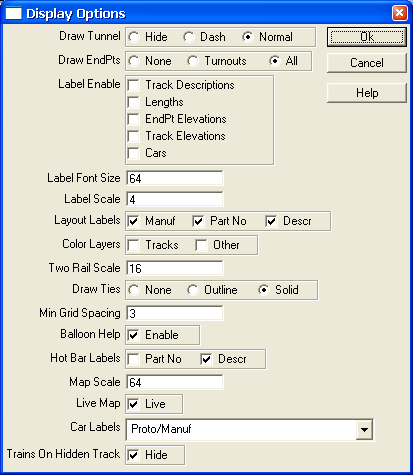 Display Options
Draw Tunnel Hide Dash Normal Ok
Draw EndPts None Turnouts All Cancel
Label Enable Track Descriptions Help
Lengths
EndPt Elevations
Track Elevations
Cars
Label Font Size 64
Label Scale 4
Layout Labels Manuf Part No Descr
Color Layers Tracks Other
Two Rail Scale 16
Draw Ties None Outline Solid
Min Grid Spacing 3
Balloon Help Enable
Hot Bar Labels Part No Descr
Map Scale 64
Live Map Live
Car Labels Proto/Manuf
Trains On Hidden Track Hide